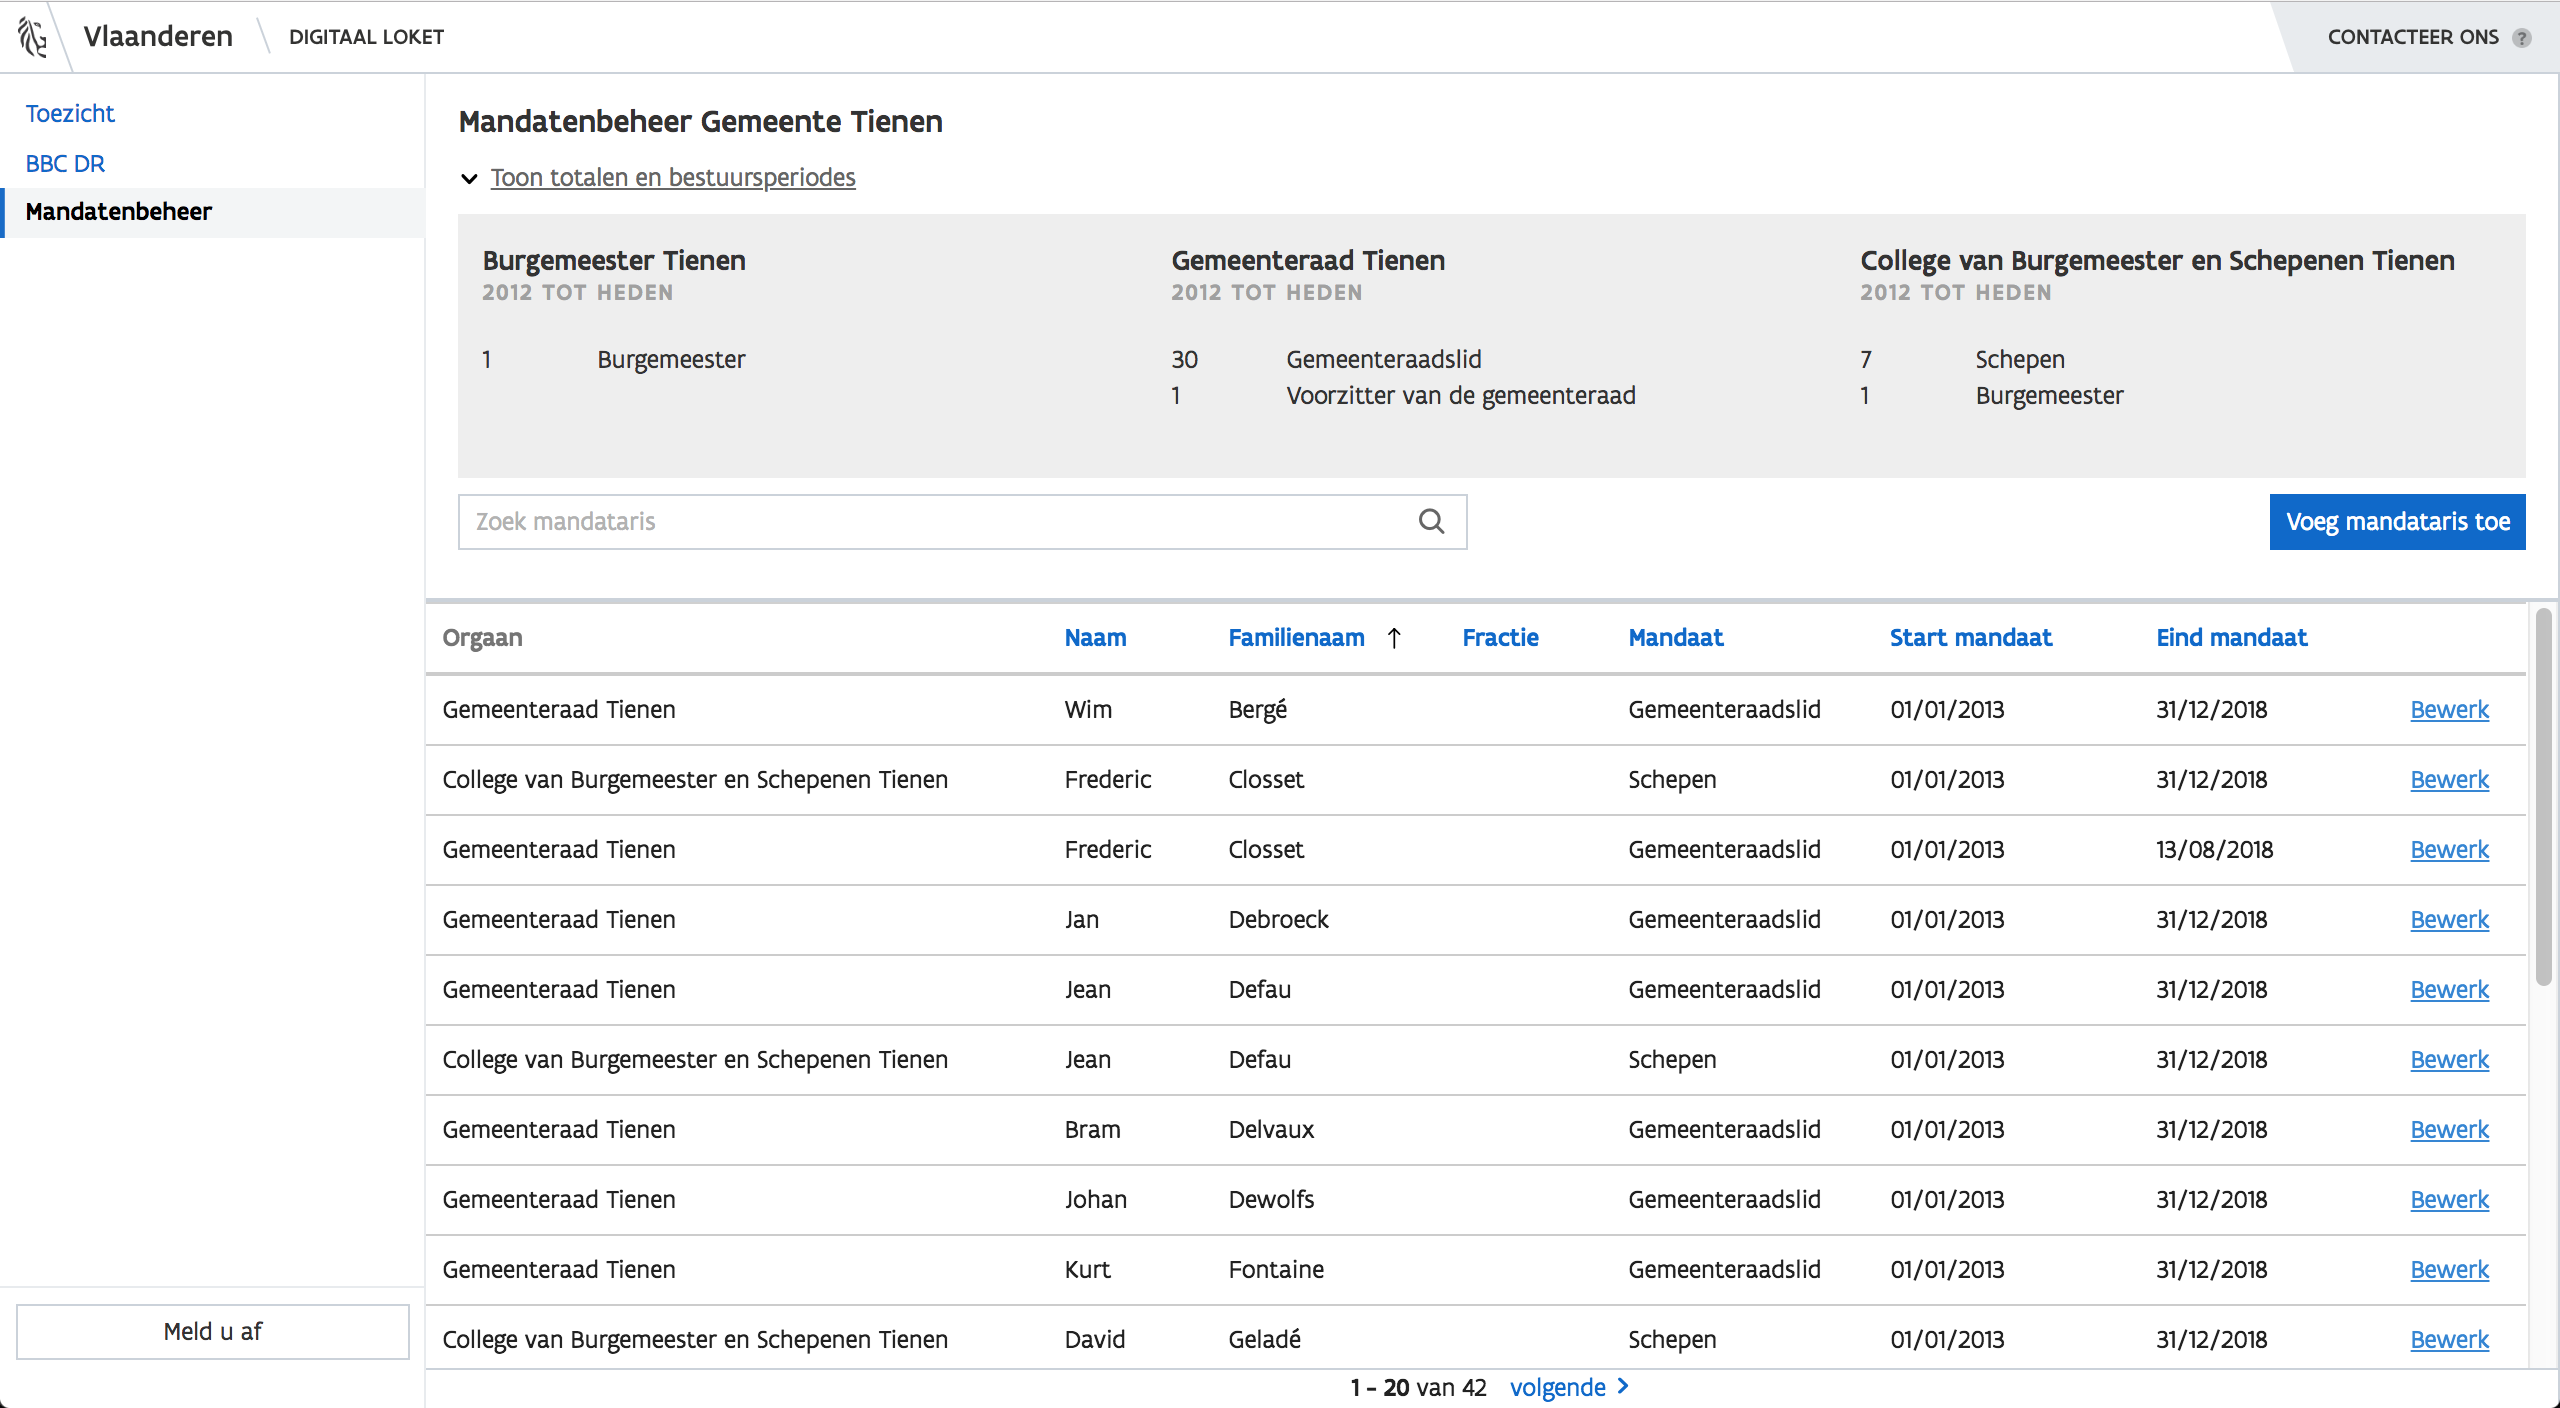 Vlaanderen DIGITAAL LOKET CONTACTEER ONS ?
Toezicht
BBC DR
Mandatenbeheer
Meld u af
Mandatenbeheer Gemeente Tienen
Toon totalen en bestuursperiodes
Burgemeester Tienen
2012 TOT HEDEN
1 Burgemeester
Gemeenteraad Tienen
2012 TOT HEDEN
30 Gemeenteraadslid
1 Voorzitter van de gemeenteraad
College van Burgemeester en Schepenen Tienen
2012 TOT HEDEN
7 Schepen
1 Burgemeester
Zoek mandataris
Voeg mandataris toe
Orgaan Naam Familienaam ↑ Fractie Mandaat Start mandaat Eind mandaat
Gemeenteraad Tienen Wim Bergé Gemeenteraadslid 01/01/2013 31/12/2018 Bewerk
College van Burgemeester en Schepenen Tienen Frederic Closset Schepen 01/01/2013 31/12/2018 Bewerk
Gemeenteraad Tienen Frederic Closset Gemeenteraadslid 01/01/2013 13/08/2018 Bewerk
Gemeenteraad Tienen Jan Debroeck Gemeenteraadslid 01/01/2013 31/12/2018 Bewerk
Gemeenteraad Tienen Jean Defau Gemeenteraadslid 01/01/2013 31/12/2018 Bewerk
College van Burgemeester en Schepenen Tienen Jean Defau Schepen 01/01/2013 31/12/2018 Bewerk
Gemeenteraad Tienen Bram Delvaux Gemeenteraadslid 01/01/2013 31/12/2018 Bewerk
Gemeenteraad Tienen Johan Dewolfs Gemeenteraadslid 01/01/2013 31/12/2018 Bewerk
Gemeenteraad Tienen Kurt Fontaine Gemeenteraadslid 01/01/2013 31/12/2018 Bewerk
College van Burgemeester en Schepenen Tienen David Geladé Schepen 01/01/2013 31/12/2018 Bewerk
1 - 20 van 42 volgende >